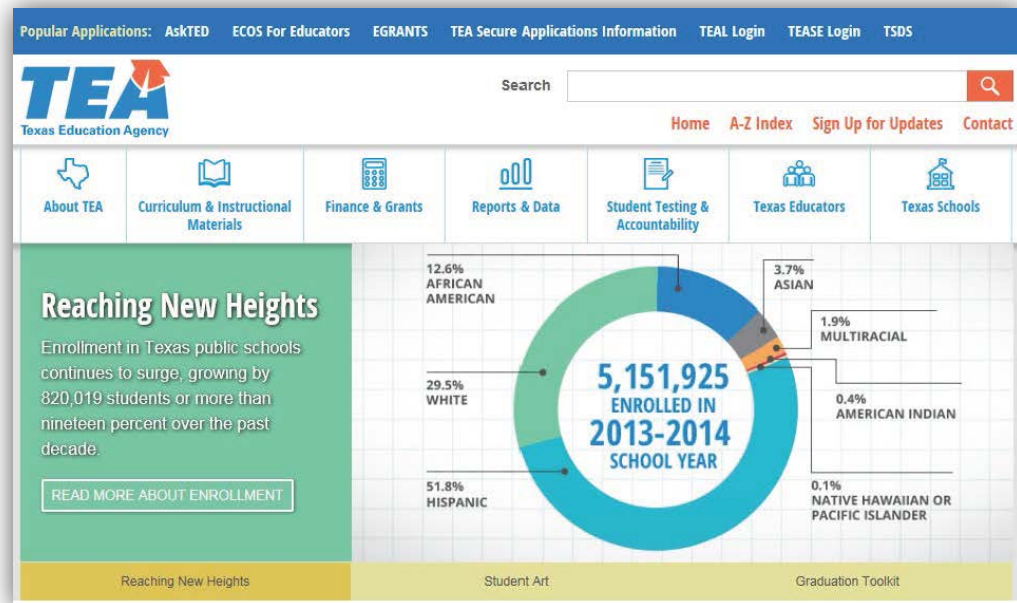 Popular Applications: AskTED ECOS For Educators EGRANTS TEA Secure Applications Information TEAL Login TEASE Login TSDS
TEA
Texas Education Agency
Search
Home A-Z Index Sign Up for Updates Contact
About TEA
Curriculum & Instructional
Materials
Finance & Grants
Reports & Data
Student Testing &
Accountability
Texas Educators
Texas Schools
Reaching New Heights
Enrollment in Texas public schools
continues to surge, growing by
820,019 students or more than
nineteen percent over the past
decade.
READ MORE ABOUT ENROLLMENT
12.6%
AFRICAN
AMERICAN
3.7%
ASIAN
1.9%
MULTIRACIAL
29.5%
WHITE
5,151,925
ENROLLED IN
2013-2014
SCHOOL YEAR
0.4%
AMERICAN INDIAN
51.8%
HISPANIC
0.1%
NATIVE HAWAIIAN OR
PACIFIC ISLANDER
Reaching New Heights
Student Art
Graduation Toolkit